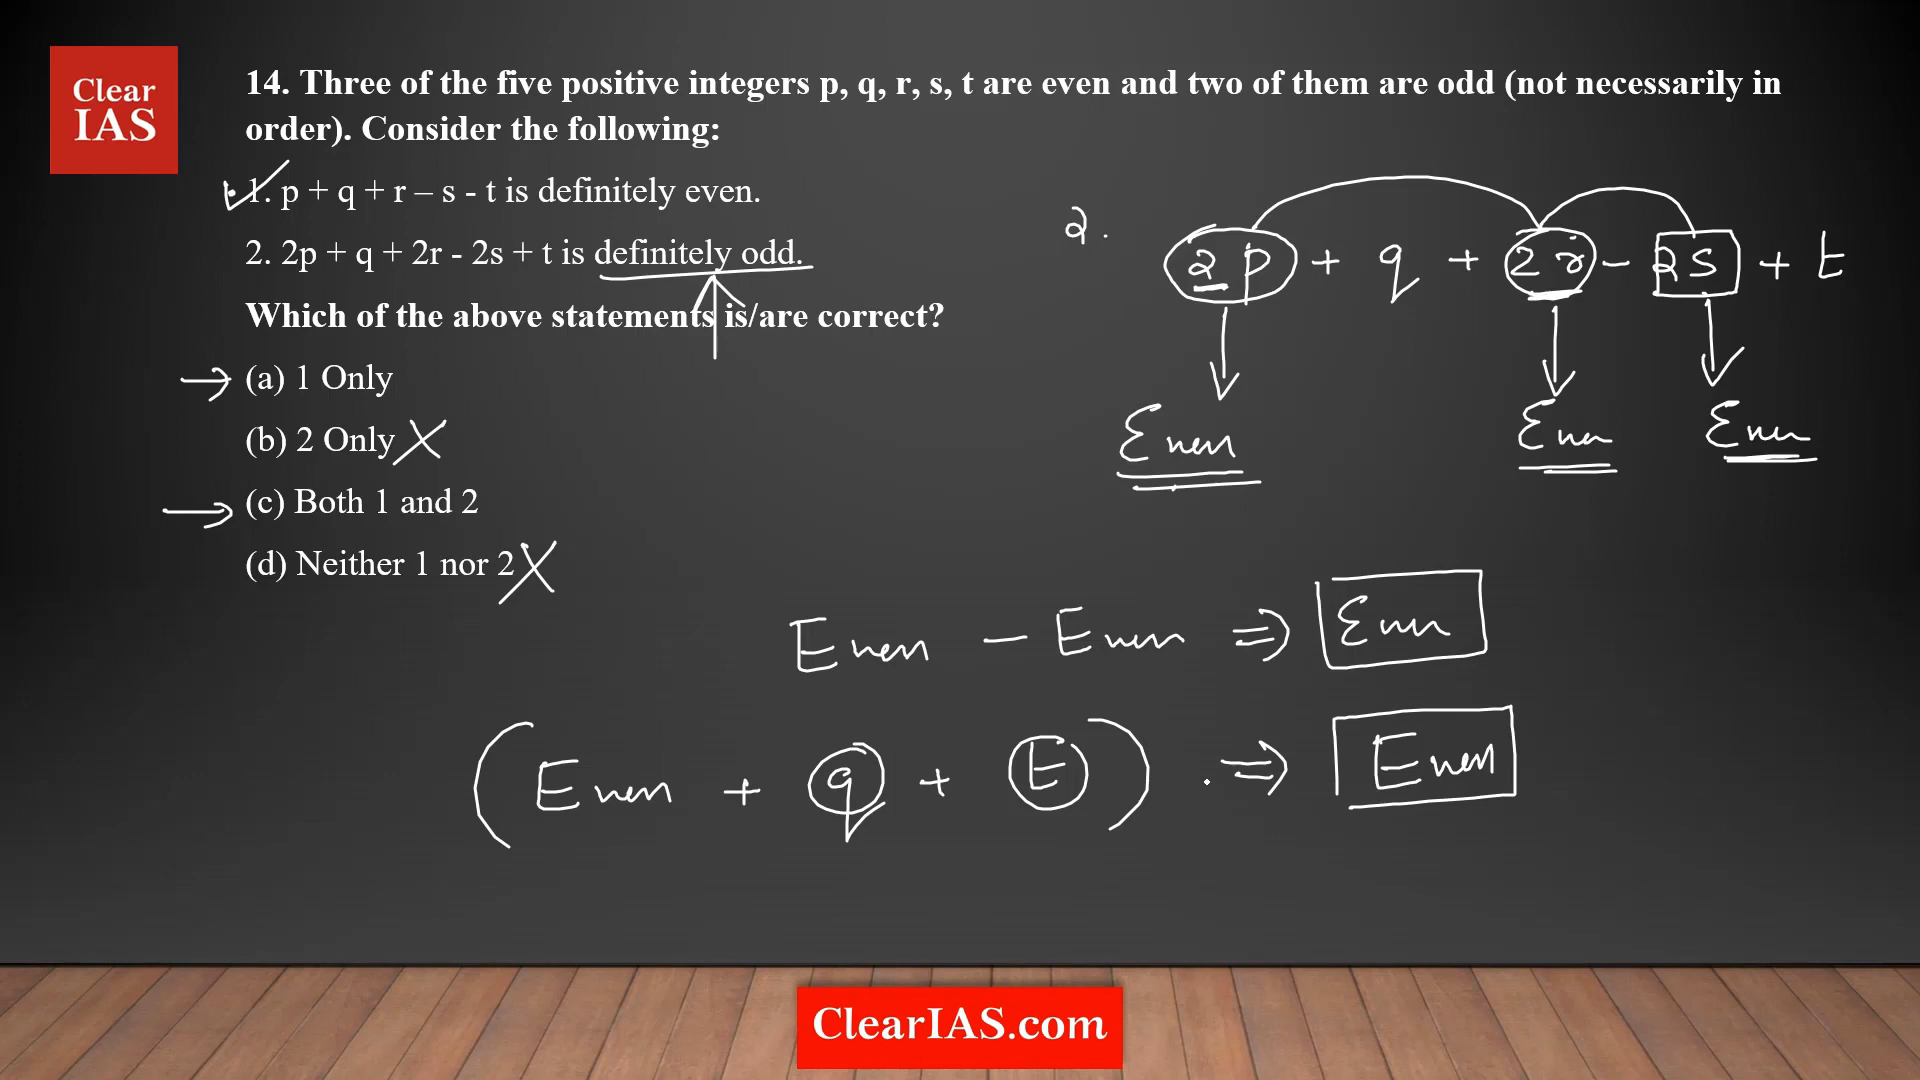 Clear
IAS
14. Three of the five positive integers p, q, r, s, t are even and two of them are odd (not necessarily in
order). Consider the following:
1. p + q + r – s - t is definitely even.
2. 2p + q + 2r - 2s + t is definitely odd.
Which of the above statements is/are correct?
(a) 1 Only
(b) 2 Only X
(c) Both 1 and 2
(d) Neither 1 nor 2 X
2. 2p + q + 2r - 2s + t
Even Even Even
Even - Even ⇒ Even
(Even + q + E) ⇒ Even
ClearIAS.com